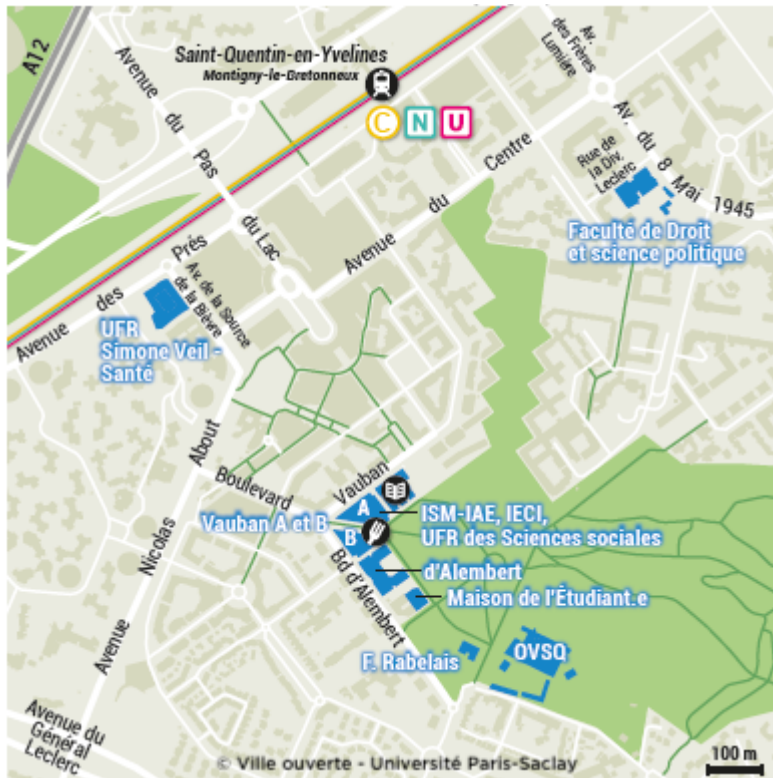 A12
Saint-Quentin-en-Yvelines
Montigny-le-Bretonneux
C N U
Avenue du Pas du Lac
Av. des Frères Lumière
Av. du 8 Mai 1945
Rue de la Div. Leclerc
Avenue du Centre
Faculté de Droit
et science politique
Avenue des Prés
Av. de la Source
de la Bièvre
UFR
Simone Veil -
Santé
Avenue Nicolas About
Boulevard Vauban
A
Vauban A et B
B
ISM-IAE, IECI,
UFR des Sciences sociales
d'Alembert
Maison de l'Étudiant.e
Bd d'Alembert
F. Rabelais
OVSQ
Avenue du
Général
Leclerc
© Ville ouverte - Université Paris-Saclay
100 m